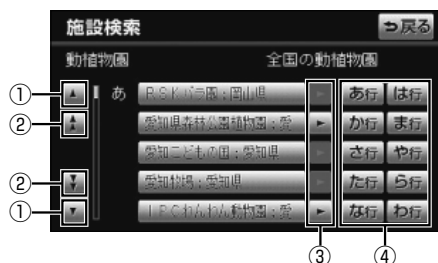 施設検索 戻る
動植物園 全国の動植物園
① あ RSKバラ園:岡山県 あ行 は行
② 愛知県森林公園植物園:愛 か行 ま行
愛知こどもの国:愛知県 さ行 や行
② 愛知牧場:愛知県 た行 ら行
① IPCわんわん動物園:愛 な行 わ行
③ ④